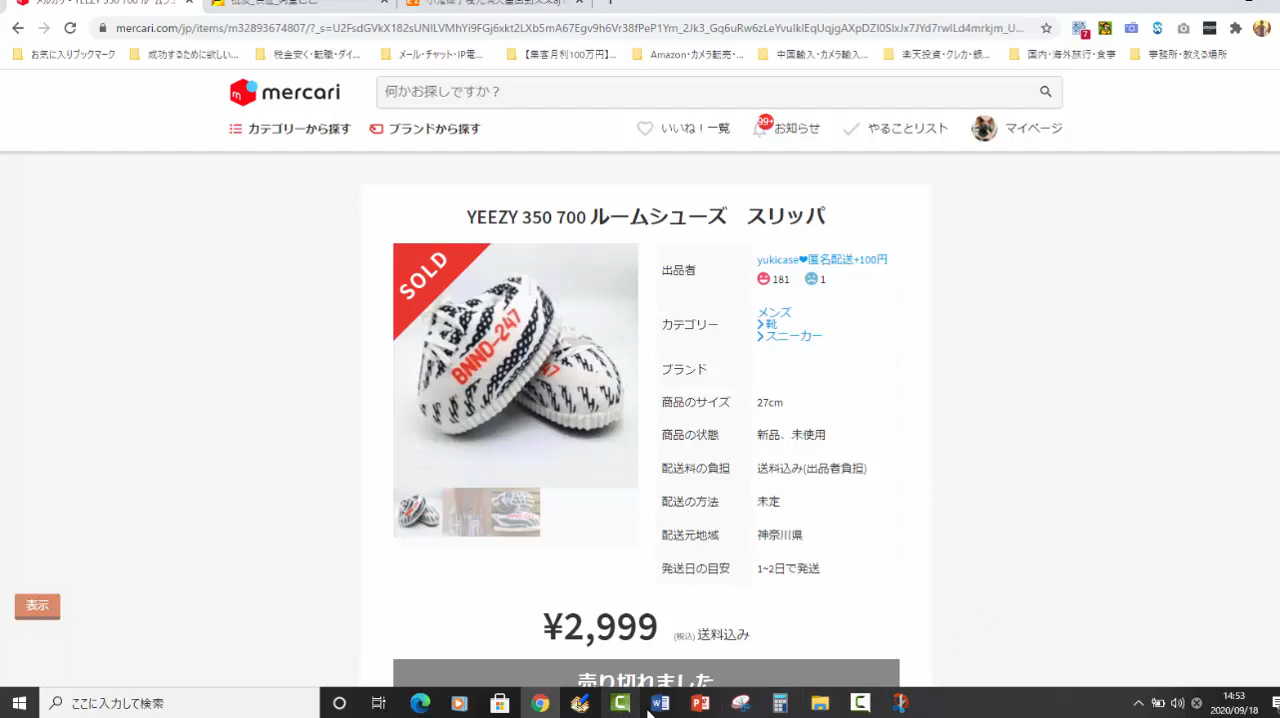 mercari.com/jp/items/m32893674807/?_s=U2FsdGVkX182cUNlLVMNYi9YFGj6xkt2LXb5mA67Egv9h6Vr38fPeP1Ym_2Jk3_Gq6uRw6zLeYvulklEqUqjgAXpDZl0SlxJx7JYd7rwlLd4mrkjm_U...
お気に入りブックマーク
成功するために欲しい...
税金安く・転職・ダイ...
メール・チャット・IP電...
【集客月利100万円】...
Amazon・カメラ転売・...
中国輸入・カメラ輸入...
楽天投資・クレカ・銀...
国内・海外旅行・食事
事務所・教える場所
mercari
何かお探しですか？
カテゴリーから探す
ブランドから探す
いいね！一覧
99+
お知らせ
やることリスト
マイページ
YEEZY 350 700 ルームシューズ　スリッパ
SOLD
BNND-247
出品者
yukicase❤匿名配送+100円
181
1
カテゴリー
メンズ
靴
スニーカー
ブランド
商品のサイズ
27cm
商品の状態
新品、未使用
配送料の負担
送料込み(出品者負担)
配送の方法
未定
配送元地域
神奈川県
発送日の目安
1~2日で発送
表示
¥2,999 (税込) 送料込み
売り切れました
ここに入力して検索
14:53
2020/09/18